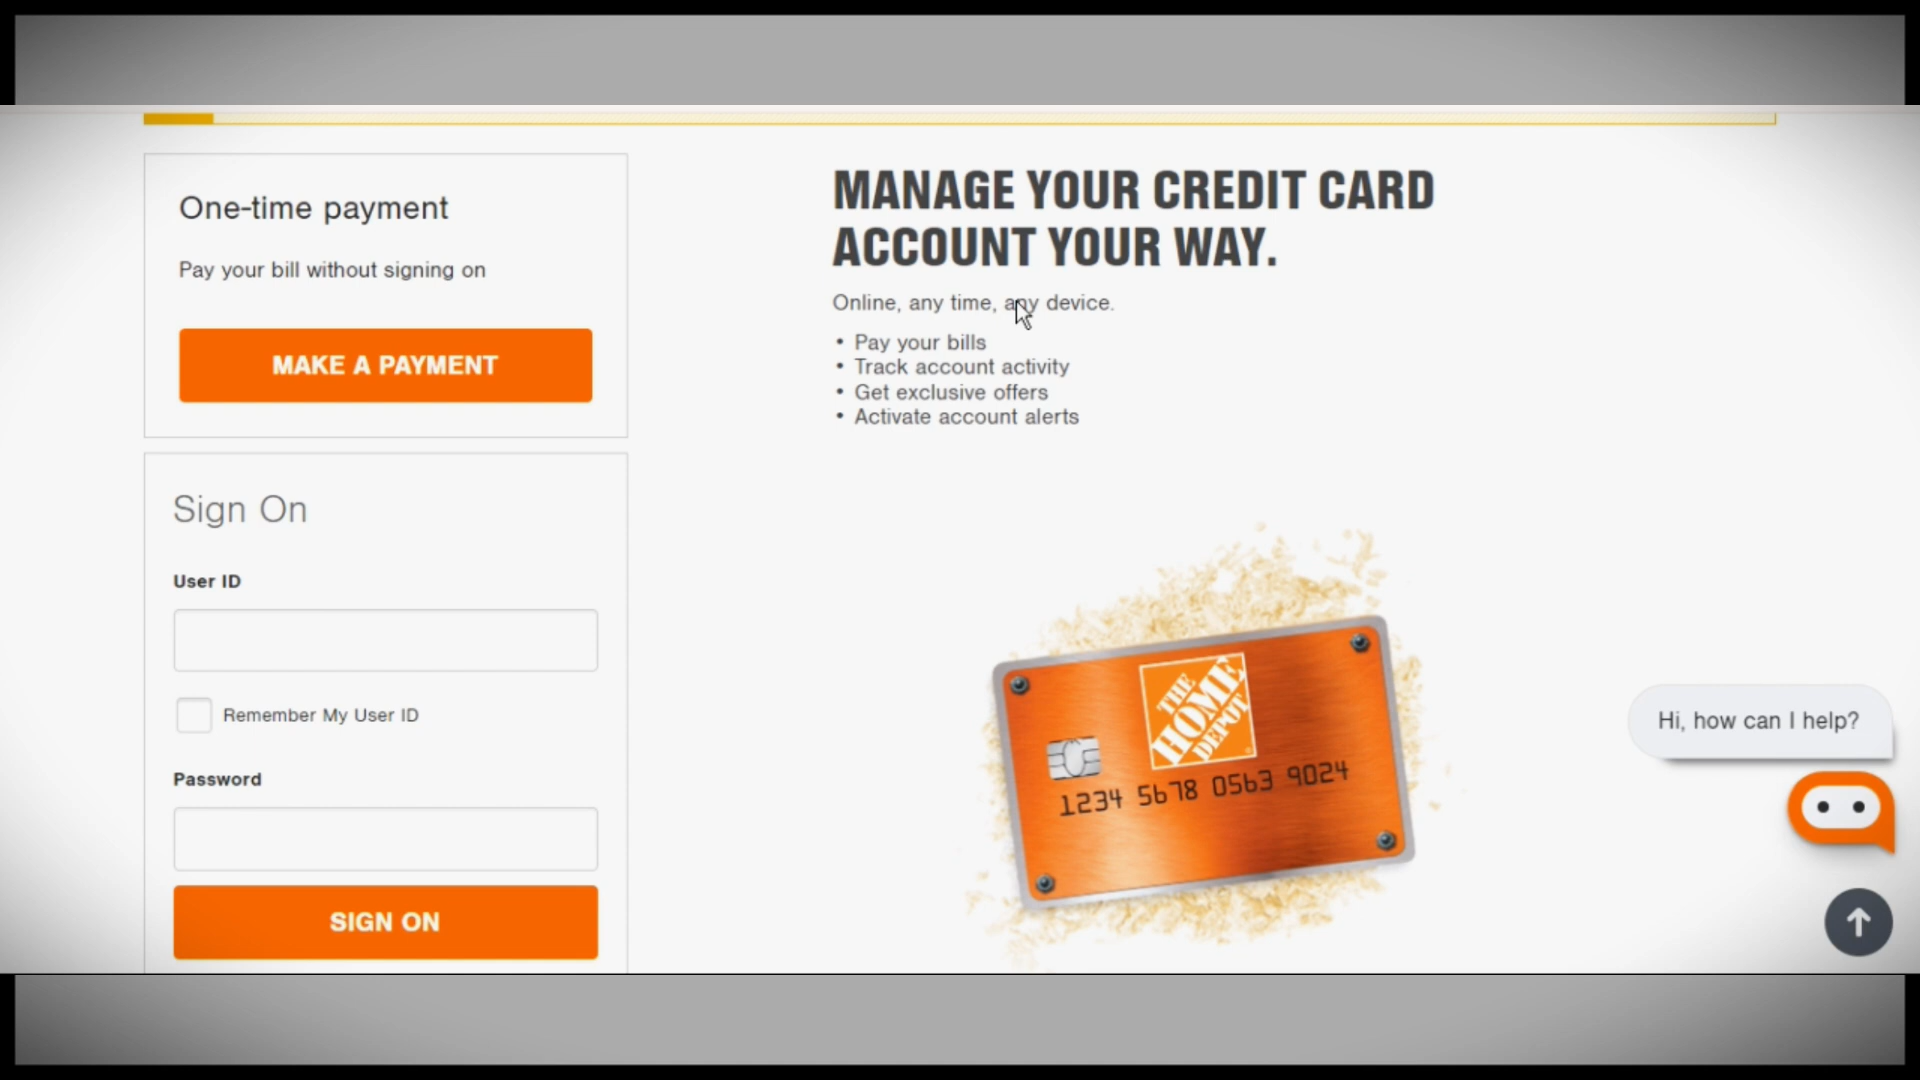 One-time payment
Pay your bill without signing on
MAKE A PAYMENT
Sign On
User ID
Remember My User ID
Password
SIGN ON
MANAGE YOUR CREDIT CARD
ACCOUNT YOUR WAY.
Online, any time, any device.
• Pay your bills
• Track account activity
• Get exclusive offers
• Activate account alerts
THE
HOME
DEPOT
1234 5678 0563 9024
Hi, how can I help?